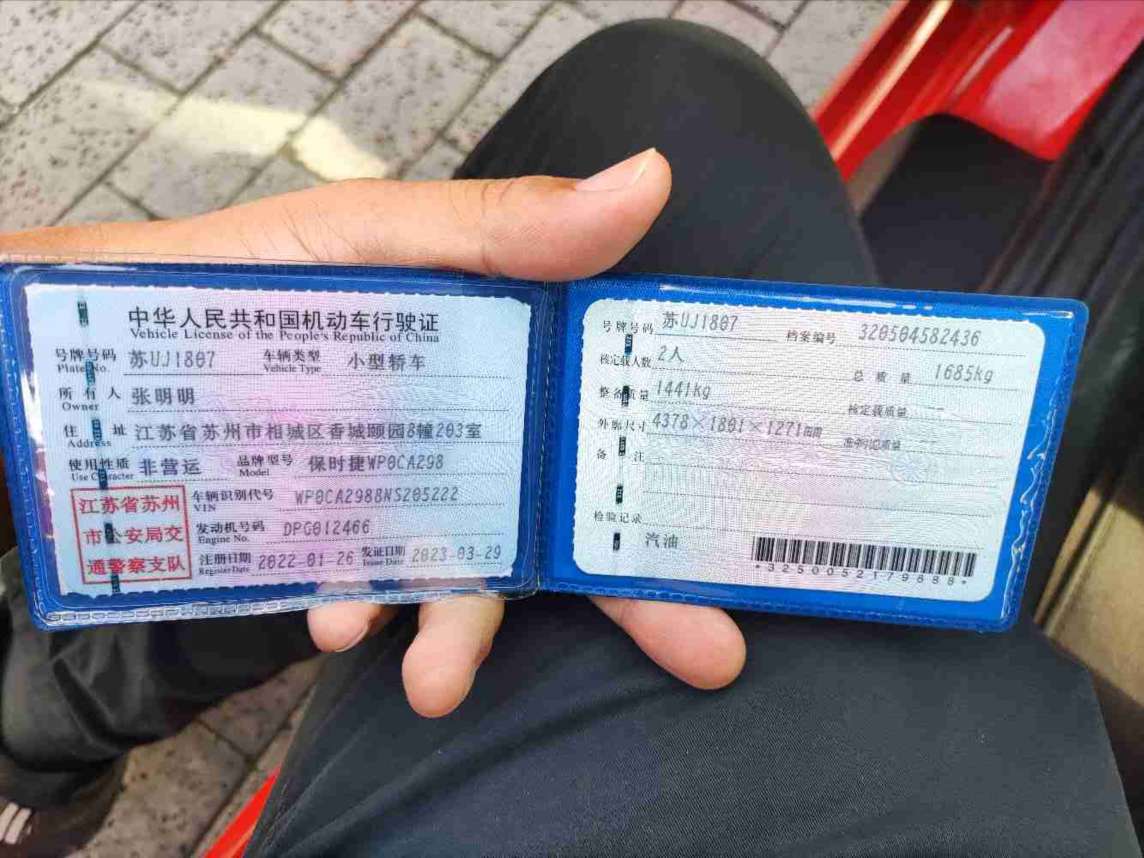 中华人民共和国机动车行驶证
Vehicle License of the People's Republic of China
号牌号码 苏UJ1807 车辆类型 小型轿车
Plate No. Vehicle Type
所有人 张明明
Owner
住址 江苏省苏州市相城区香城颐园8幢203室
Address
使用性质 非营运 品牌型号 保时捷WP0CA298
Use Character Model
江苏省苏州
市公安局交
通警察支队
车辆识别代号 WP0CA2988NS205222
VIN
发动机号码 DPG012466
Engine No.
注册日期 2022-01-26 发证日期 2023-03-29
Register Date Issue Date
号牌号码 苏UJ1807 档案编号 320504582436
核定载人数 2人 总质量 1685kg
整备质量 1441kg 核定载质量 --
外廓尺寸 4378×1801×1271mm 准牵引总质量 --
备注
检验记录
汽油
*3250052179888*